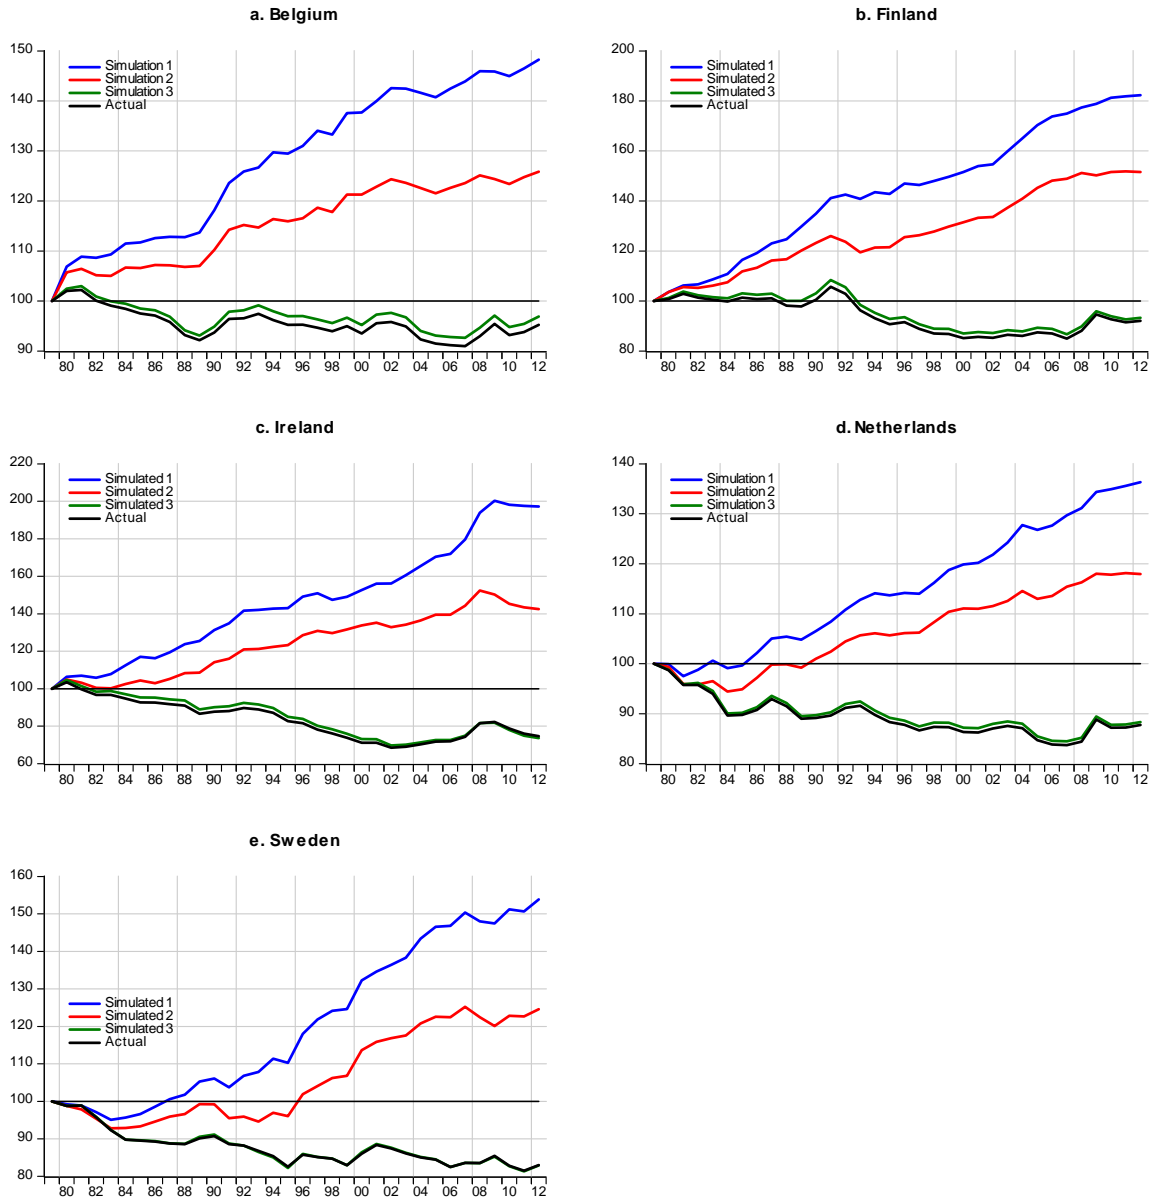 a. Belgium
150
140
130
120
110
100
90
Simulation 1
Simulation 2
Simulation 3
Actual
80 82 84 86 88 90 92 94 96 98 00 02 04 06 08 10 12
b. Finland
200
180
160
140
120
100
80
Simulated 1
Simulated 2
Simulated 3
Actual
80 82 84 86 88 90 92 94 96 98 00 02 04 06 08 10 12
c. Ireland
220
200
180
160
140
120
100
80
60
Simulated 1
Simulated 2
Simulated 3
Actual
80 82 84 86 88 90 92 94 96 98 00 02 04 06 08 10 12
d. Netherlands
140
130
120
110
100
90
80
Simulation 1
Simulation 2
Simulation 3
Actual
80 82 84 86 88 90 92 94 96 98 00 02 04 06 08 10 12
e. Sweden
160
150
140
130
120
110
100
90
80
Simulated 1
Simulated 2
Simulated 3
Actual
80 82 84 86 88 90 92 94 96 98 00 02 04 06 08 10 12